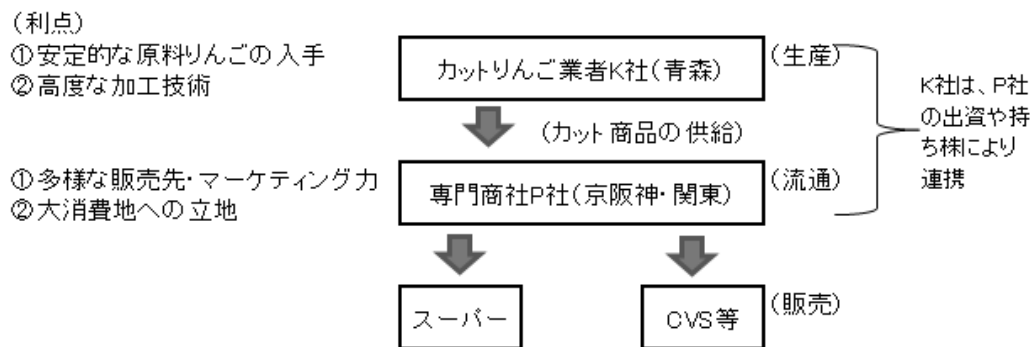 （利点）
①安定的な原料りんごの入手
②高度な加工技術
カットりんご業者K社（青森）
（生産）
（カット商品の供給）
K社は、P社
の出資や持
ち株により
連携
①多様な販売先・マーケティング力
②大消費地への立地
専門商社P社（京阪神・関東）
（流通）
スーパー
CVS等
（販売）